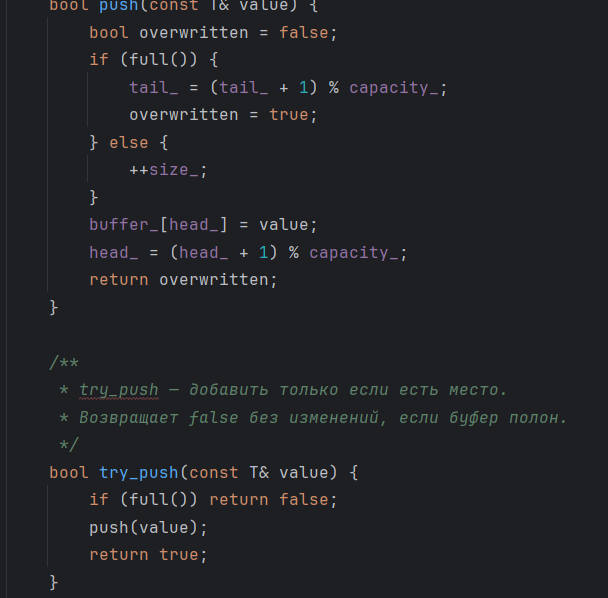 bool push(const T& value) {
bool overwritten = false;
if (full()) {
tail_ = (tail_ + 1) % capacity_;
overwritten = true;
} else {
++size_;
}
buffer_[head_] = value;
head_ = (head_ + 1) % capacity_;
return overwritten;
}
/**
* try_push — добавить только если есть место.
* Возвращает false без изменений, если буфер полон.
*/
bool try_push(const T& value) {
if (full()) return false;
push(value);
return true;
}